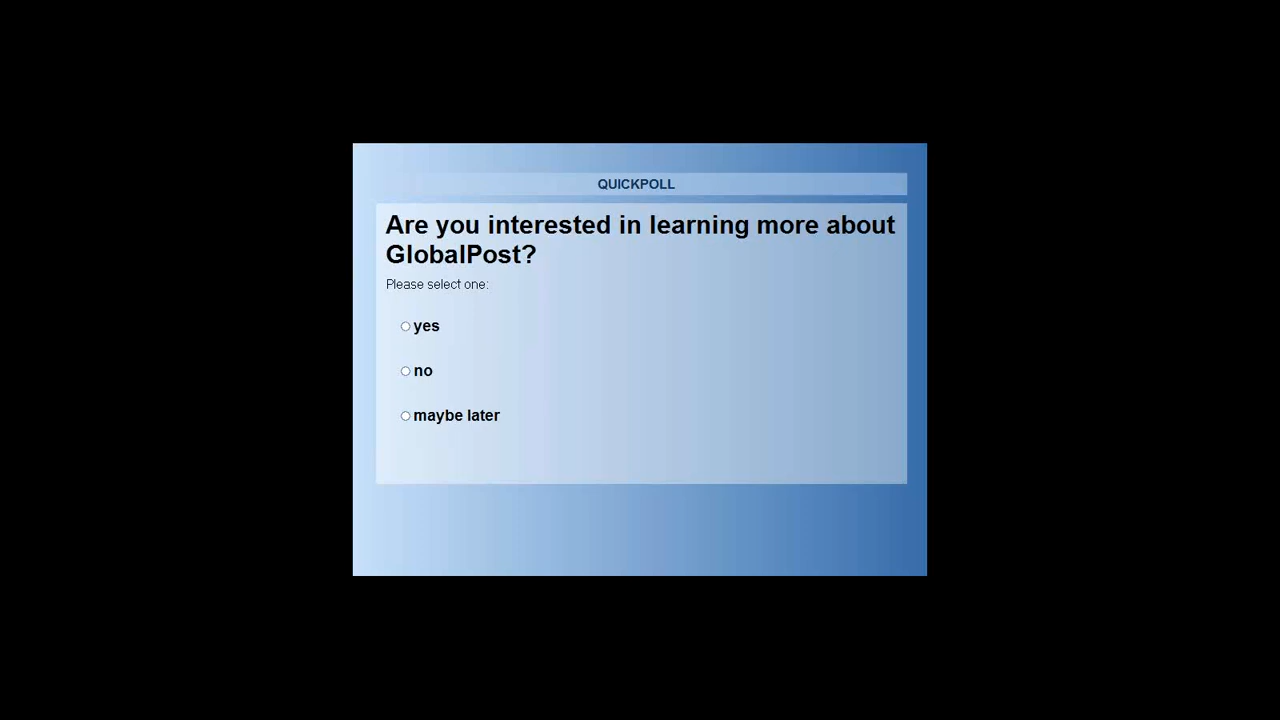 QUICKPOLL
Are you interested in learning more about
GlobalPost?
Please select one:
yes
no
maybe later